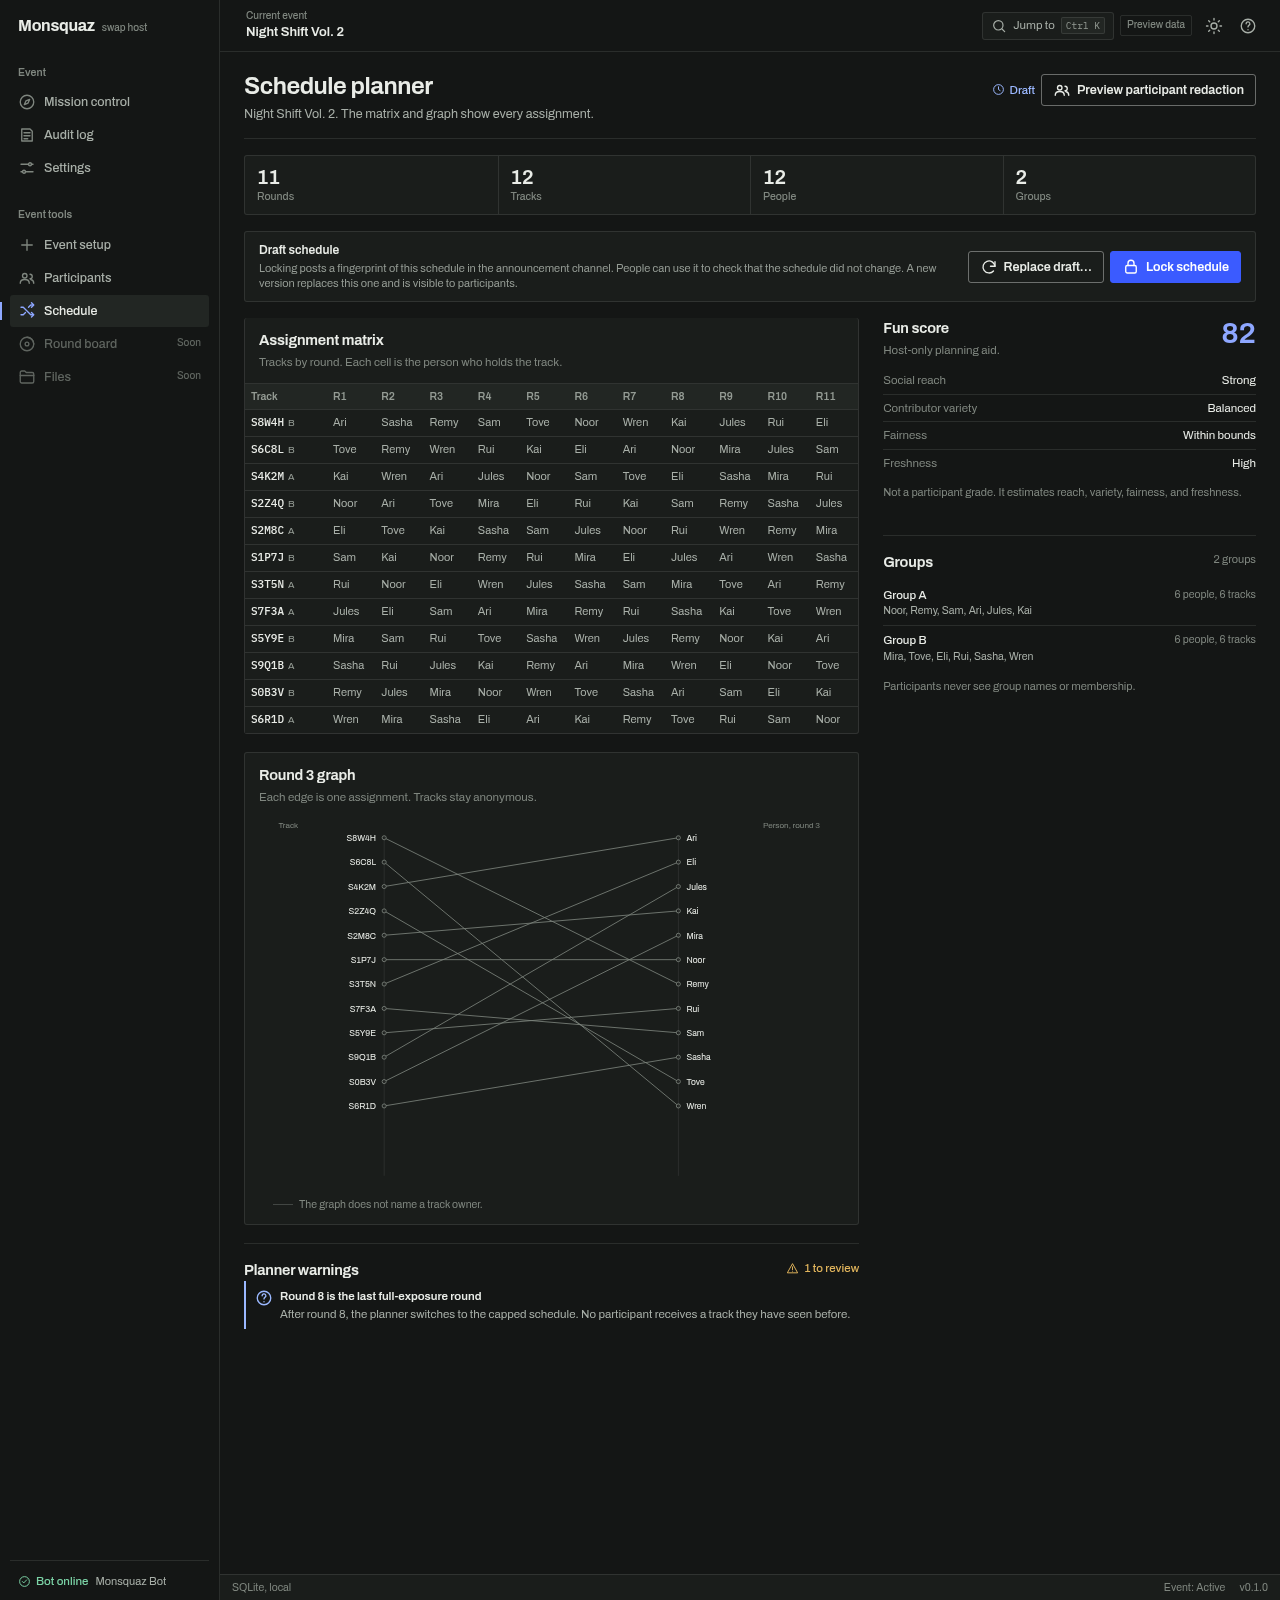 Monsquaz swap host
Event
Mission control
Audit log
Settings
Event tools
Event setup
Participants
Schedule
Round board Soon
Files Soon
Bot online Monsquaz Bot
Current event
Night Shift Vol. 2
Jump to Ctrl K
Preview data
Schedule planner
Night Shift Vol. 2. The matrix and graph show every assignment.
Draft
Preview participant redaction
11
Rounds
12
Tracks
12
People
2
Groups
Draft schedule
Locking posts a fingerprint of this schedule in the announcement channel. People can use it to check that the schedule did not change. A new
version replaces this one and is visible to participants.
Replace draft...
Lock schedule
Assignment matrix
Tracks by round. Each cell is the person who holds the track.
Track R1 R2 R3 R4 R5 R6 R7 R8 R9 R10 R11
S8W4H B Ari Sasha Remy Sam Tove Noor Wren Kai Jules Rui Eli
S6C8L B Tove Remy Wren Rui Kai Eli Ari Noor Mira Jules Sam
S4K2M A Kai Wren Ari Jules Noor Sam Tove Eli Sasha Mira Rui
S2Z4Q B Noor Ari Tove Mira Eli Rui Kai Sam Remy Sasha Jules
S2M8C A Eli Tove Kai Sasha Sam Jules Noor Rui Wren Remy Mira
S1P7J B Sam Kai Noor Remy Rui Mira Eli Jules Ari Wren Sasha
S3T5N A Rui Noor Eli Wren Jules Sasha Sam Mira Tove Ari Remy
S7F3A A Jules Eli Sam Ari Mira Remy Rui Sasha Kai Tove Wren
S5Y9E B Mira Sam Rui Tove Sasha Wren Jules Remy Noor Kai Ari
S9Q1B A Sasha Rui Jules Kai Remy Ari Mira Wren Eli Noor Tove
S0B3V B Remy Jules Mira Noor Wren Tove Sasha Ari Sam Eli Kai
S6R1D A Wren Mira Sasha Eli Ari Kai Remy Tove Rui Sam Noor
Round 3 graph
Each edge is one assignment. Tracks stay anonymous.
Track Person, round 3
S8W4H Ari
S6C8L Eli
S4K2M Jules
S2Z4Q Kai
S2M8C Mira
S1P7J Noor
S3T5N Remy
S7F3A Rui
S5Y9E Sam
S9Q1B Sasha
S0B3V Tove
S6R1D Wren
The graph does not name a track owner.
Planner warnings
1 to review
Round 8 is the last full-exposure round
After round 8, the planner switches to the capped schedule. No participant receives a track they have seen before.
Fun score 82
Host-only planning aid.
Social reach Strong
Contributor variety Balanced
Fairness Within bounds
Freshness High
Not a participant grade. It estimates reach, variety, fairness, and freshness.
Groups 2 groups
Group A 6 people, 6 tracks
Noor, Remy, Sam, Ari, Jules, Kai
Group B 6 people, 6 tracks
Mira, Tove, Eli, Rui, Sasha, Wren
Participants never see group names or membership.
SQLite, local
Event: Active v0.1.0